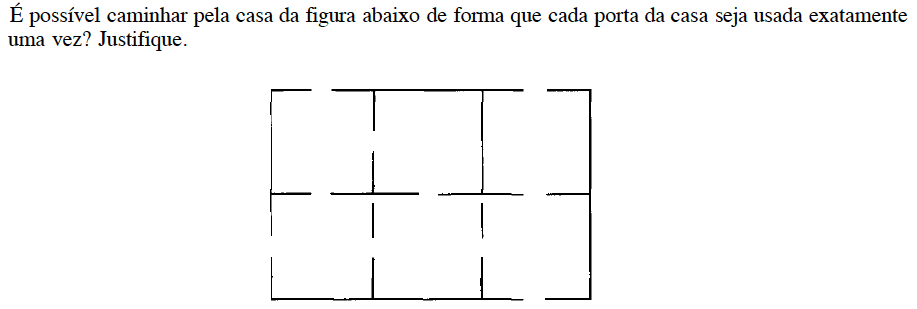 É possível caminhar pela casa da figura abaixo de forma que cada porta da casa seja usada exatamente
uma vez? Justifique.